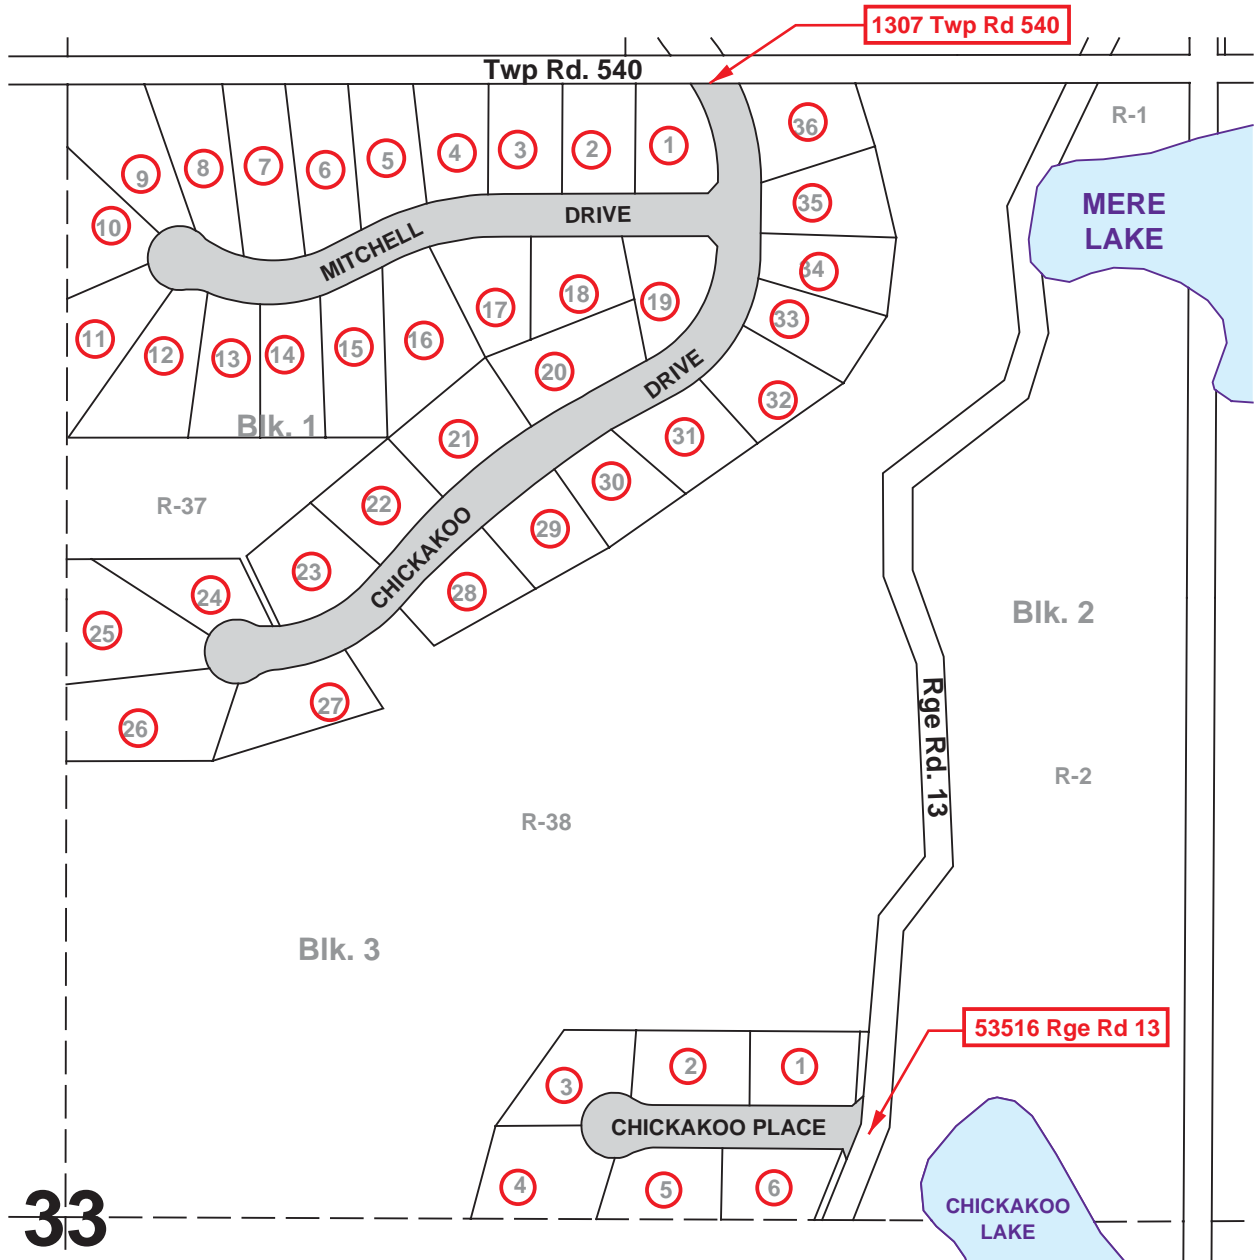 1307 Twp Rd 540
Twp Rd. 540
R-1
36
1
2
3
4
5
6
7
8
9
10
35
MERE
LAKE
DRIVE
MITCHELL
34
33
19
18
17
16
15
14
13
12
11
20
DRIVE
32
31
21
Blk. 1
30
22
R-37
29
CHICKAKOO
23
28
24
25
Blk. 2
27
26
Rge Rd. 13
R-2
R-38
Blk. 3
53516 Rge Rd 13
3
2
1
CHICKAKOO PLACE
4
5
6
CHICKAKOO
LAKE
33